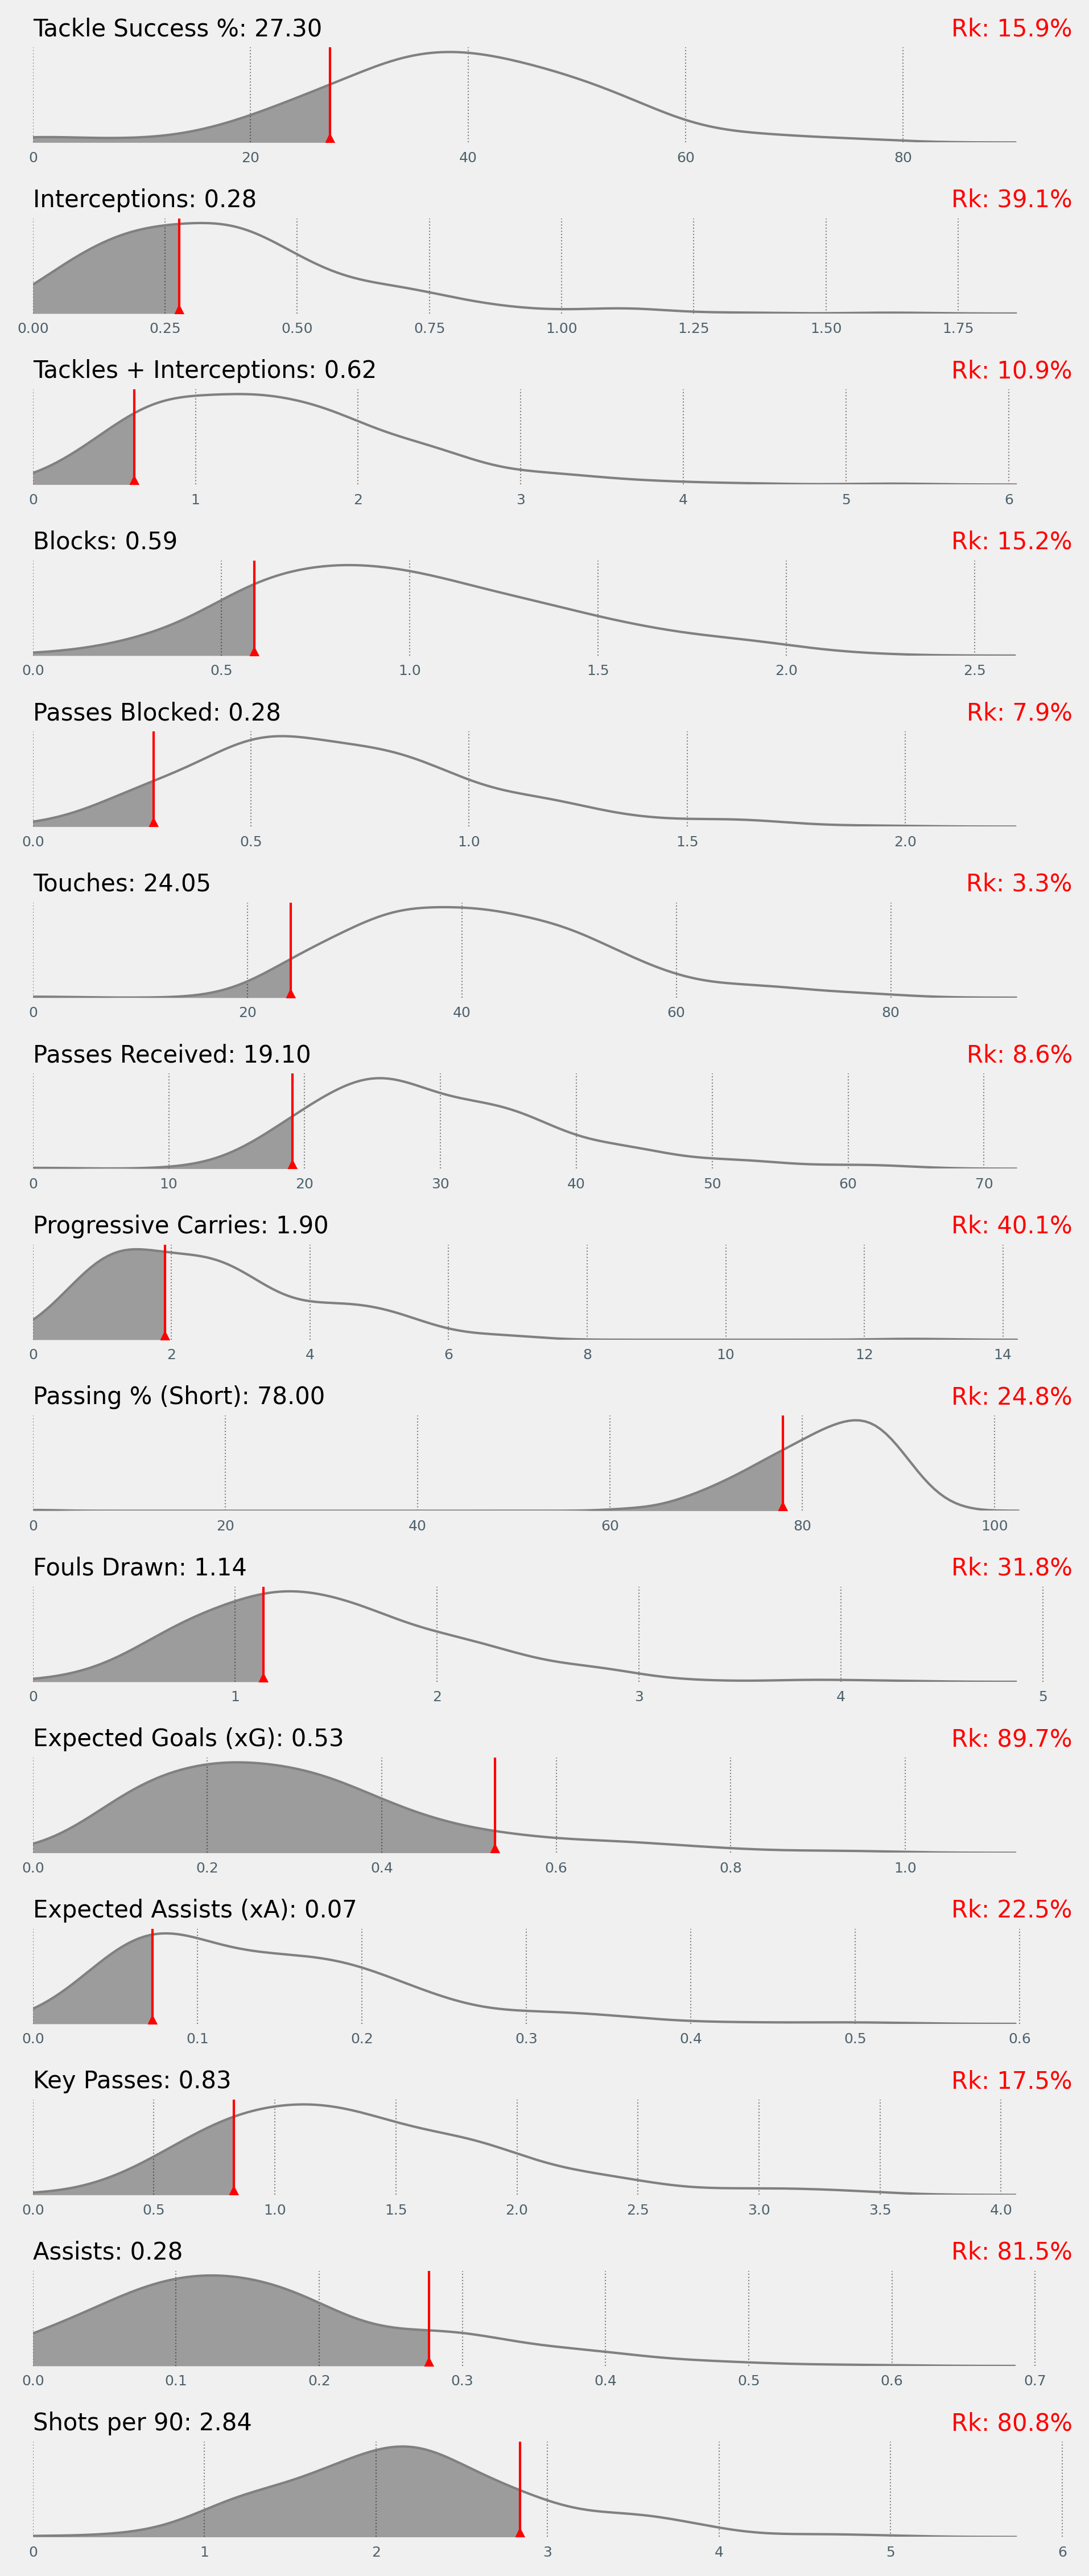 Tackle Success %: 27.30 Rk: 15.9%
0 20 40 60 80
Interceptions: 0.28 Rk: 39.1%
0.00 0.25 0.50 0.75 1.00 1.25 1.50 1.75
Tackles + Interceptions: 0.62 Rk: 10.9%
0 1 2 3 4 5 6
Blocks: 0.59 Rk: 15.2%
0.0 0.5 1.0 1.5 2.0 2.5
Passes Blocked: 0.28 Rk: 7.9%
0.0 0.5 1.0 1.5 2.0
Touches: 24.05 Rk: 3.3%
0 20 40 60 80
Passes Received: 19.10 Rk: 8.6%
0 10 20 30 40 50 60 70
Progressive Carries: 1.90 Rk: 40.1%
0 2 4 6 8 10 12 14
Passing % (Short): 78.00 Rk: 24.8%
0 20 40 60 80 100
Fouls Drawn: 1.14 Rk: 31.8%
0 1 2 3 4 5
Expected Goals (xG): 0.53 Rk: 89.7%
0.0 0.2 0.4 0.6 0.8 1.0
Expected Assists (xA): 0.07 Rk: 22.5%
0.0 0.1 0.2 0.3 0.4 0.5 0.6
Key Passes: 0.83 Rk: 17.5%
0.0 0.5 1.0 1.5 2.0 2.5 3.0 3.5 4.0
Assists: 0.28 Rk: 81.5%
0.0 0.1 0.2 0.3 0.4 0.5 0.6 0.7
Shots per 90: 2.84 Rk: 80.8%
0 1 2 3 4 5 6